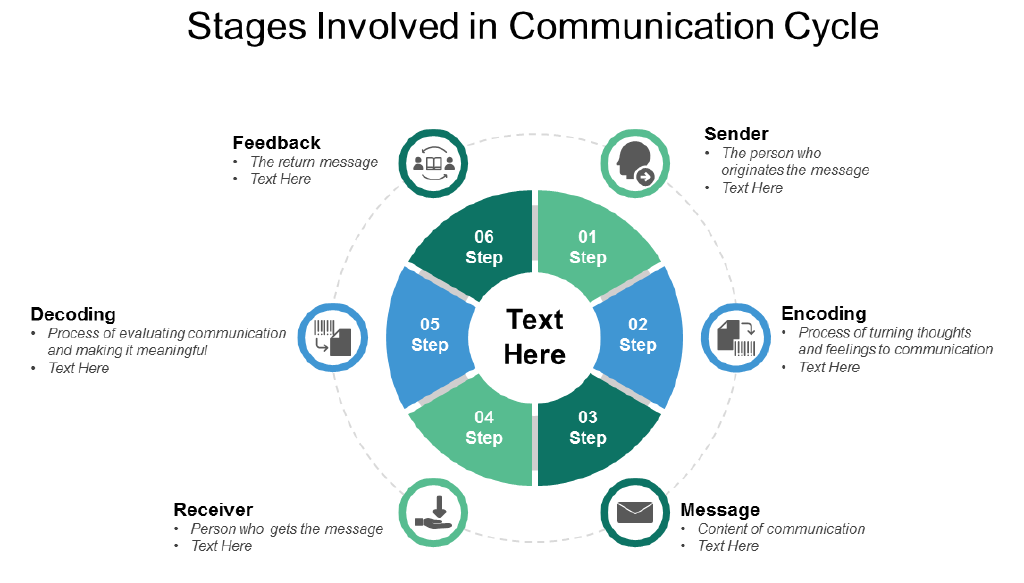 Stages Involved in Communication Cycle
Feedback
• The return message
• Text Here
Sender
• The person who
originates the message
• Text Here
06
Step
01
Step
Decoding
• Process of evaluating communication
and making it meaningful
• Text Here
05
Step
Text
Here
02
Step
Encoding
• Process of turning thoughts
and feelings to communication
• Text Here
04
Step
03
Step
Receiver
• Person who gets the message
• Text Here
Message
• Content of communication
• Text Here